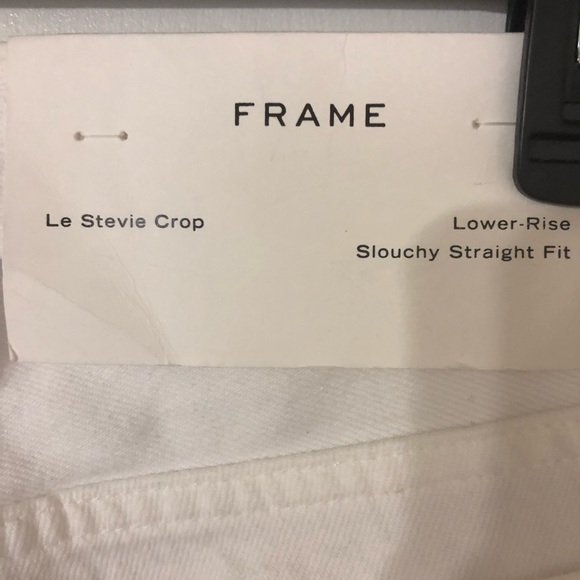 FRAME
Le Stevie Crop
Lower-Rise
Slouchy Straight Fit